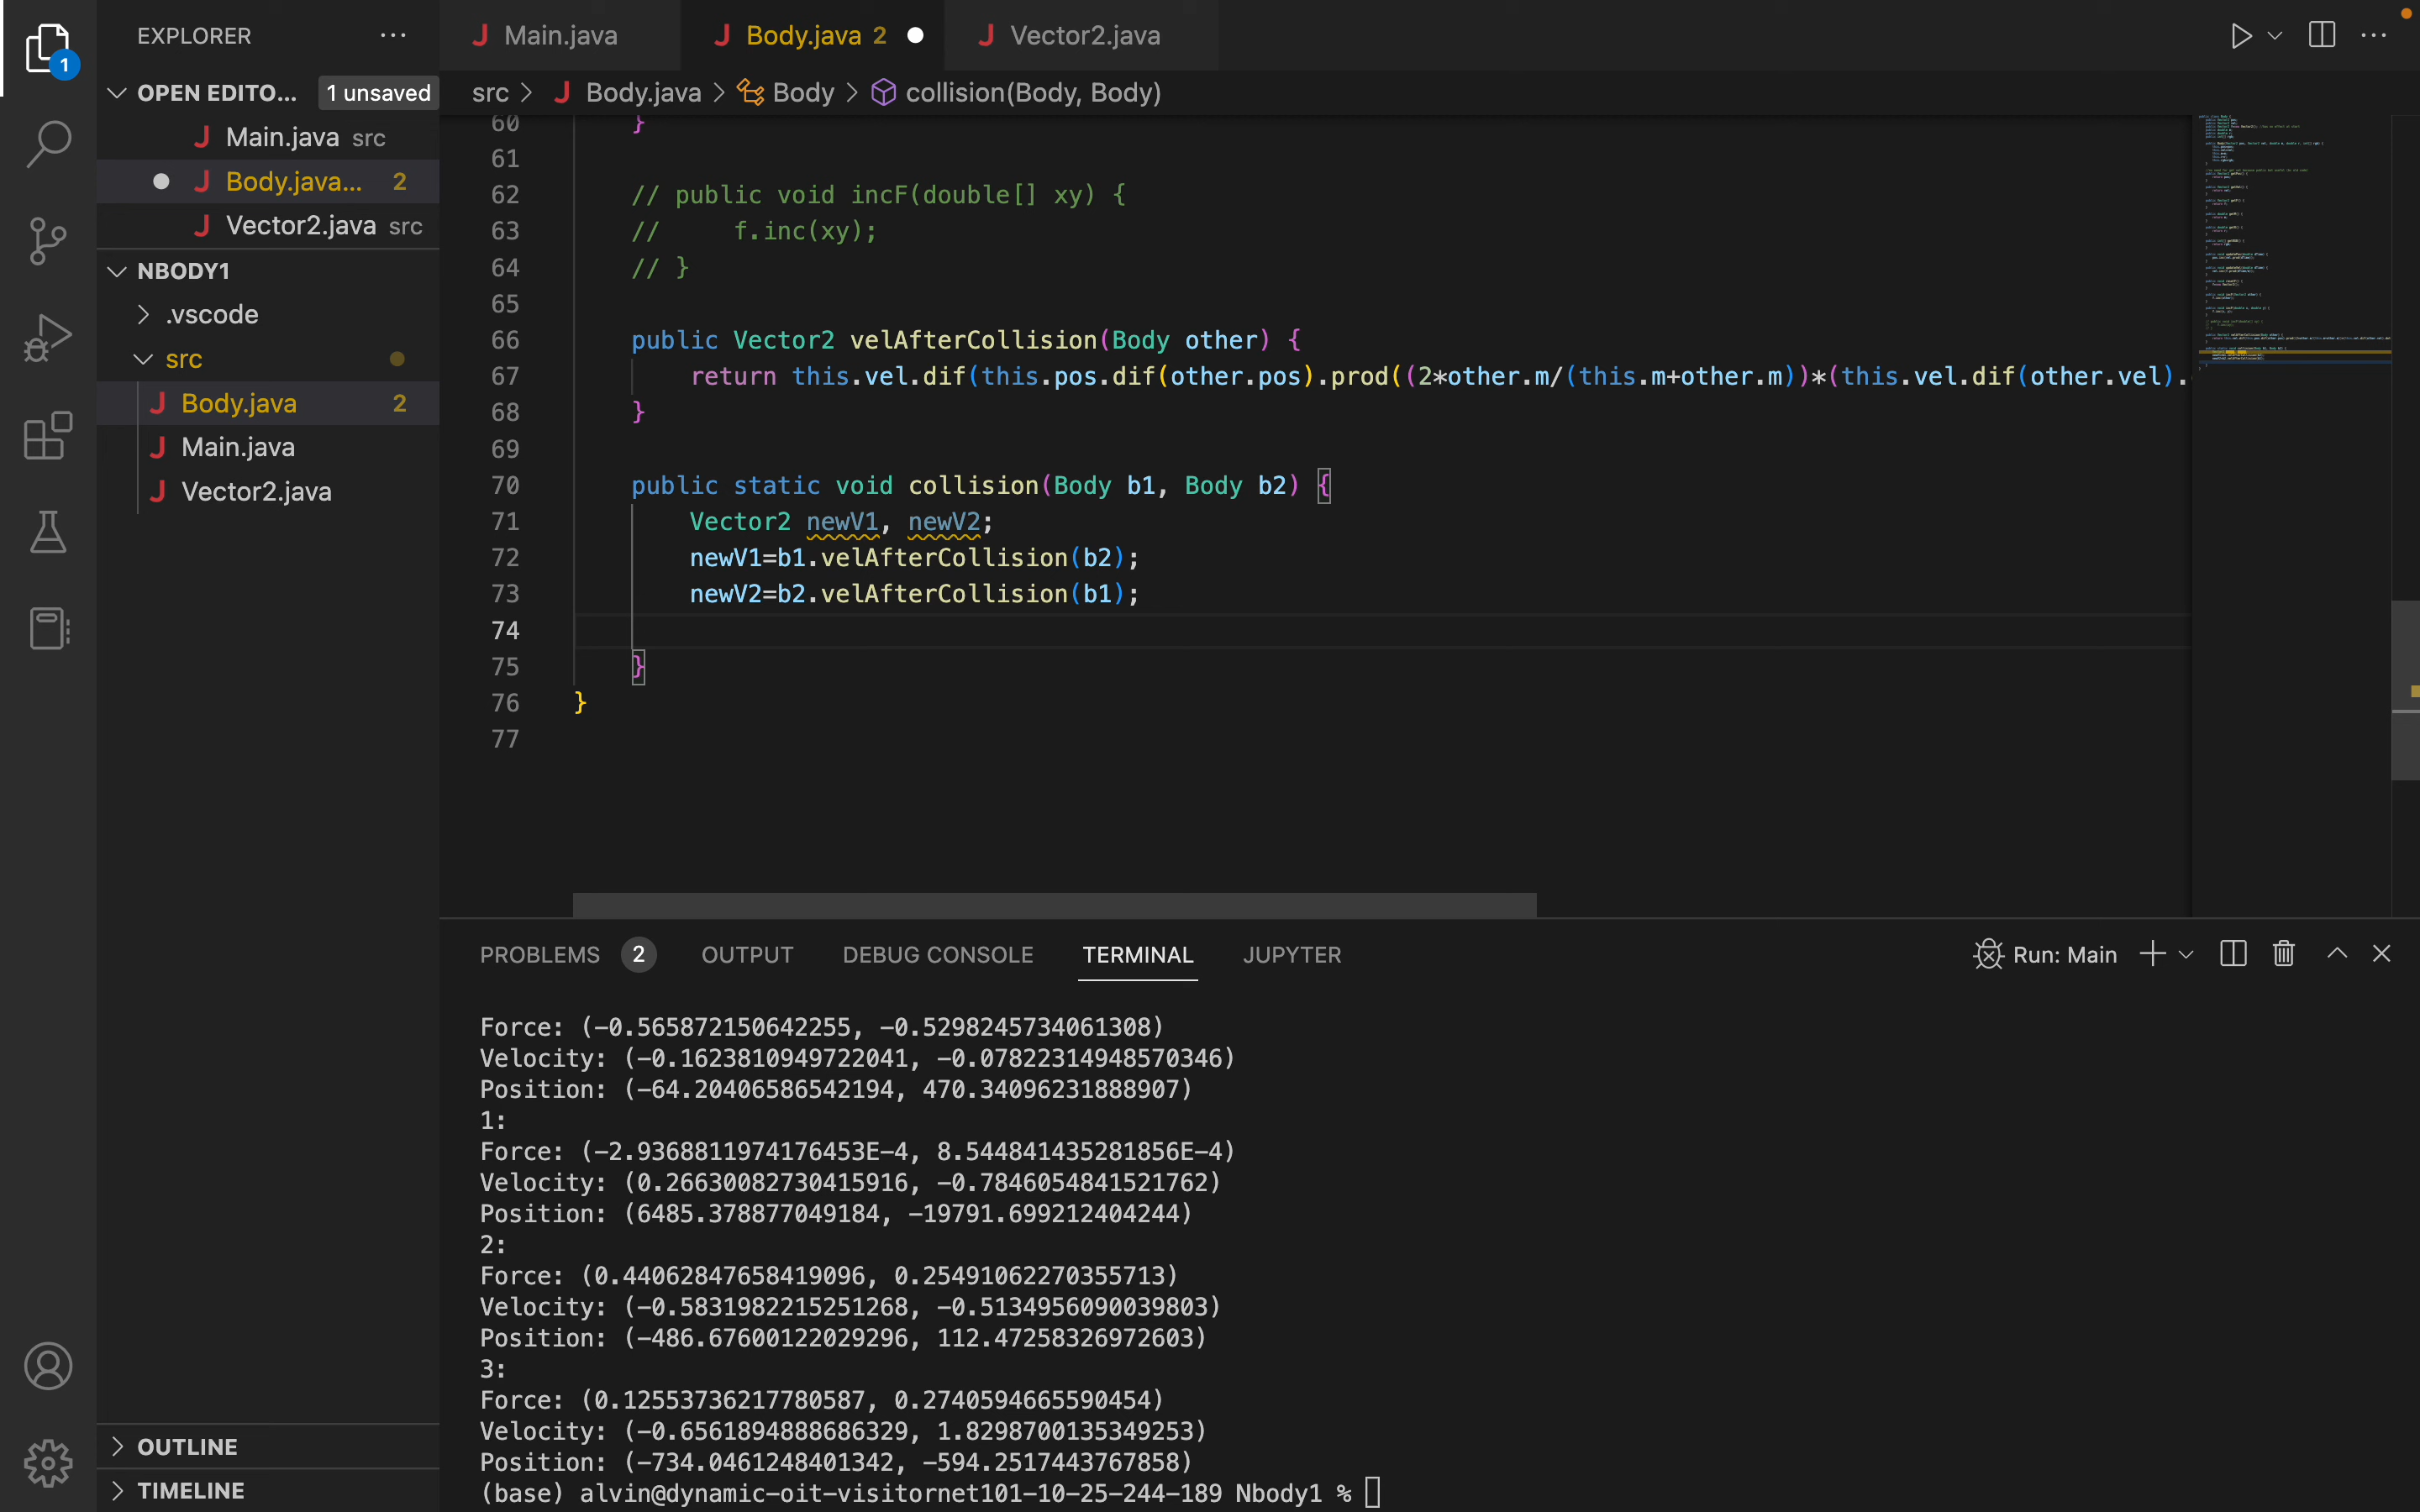 EXPLORER
Main.java
Body.java 2
Vector2.java
1
OPEN EDITO... 1 unsaved
Main.java src
Body.java... 2
Vector2.java src
NBODY1
.vscode
src
Body.java 2
Main.java
Vector2.java
OUTLINE
TIMELINE
src > Body.java > Body > collision(Body, Body)
60 }
61
62 // public void incF(double[] xy) {
63 // f.inc(xy);
64 // }
65
66 public Vector2 velAfterCollision(Body other) {
67 return this.vel.dif(this.pos.dif(other.pos).prod((2*other.m/(this.m+other.m))*(this.vel.dif(other.vel).
68 }
69
70 public static void collision(Body b1, Body b2) {
71 Vector2 newV1, newV2;
72 newV1=b1.velAfterCollision(b2);
73 newV2=b2.velAfterCollision(b1);
74
75 }
76 }
77
PROBLEMS 2 OUTPUT DEBUG CONSOLE TERMINAL JUPYTER Run: Main
Force: (-0.565872150642255, -0.5298245734061308)
Velocity: (-0.1623810949722041, -0.07822314948570346)
Position: (-64.20406586542194, 470.34096231888907)
1:
Force: (-2.9368811974176453E-4, 8.544841435281856E-4)
Velocity: (0.26630082730415916, -0.7846054841521762)
Position: (6485.378877049184, -19791.699212404244)
2:
Force: (0.44062847658419096, 0.25491062270355713)
Velocity: (-0.5831982215251268, -0.5134956090039803)
Position: (-486.67600122029296, 112.47258326972603)
3:
Force: (0.12553736217780587, 0.2740594665590454)
Velocity: (-0.6561894888686329, 1.8298700135349253)
Position: (-734.0461248401342, -594.2517443767858)
(base) alvin@dynamic-oit-visitornet101-10-25-244-189 Nbody1 %